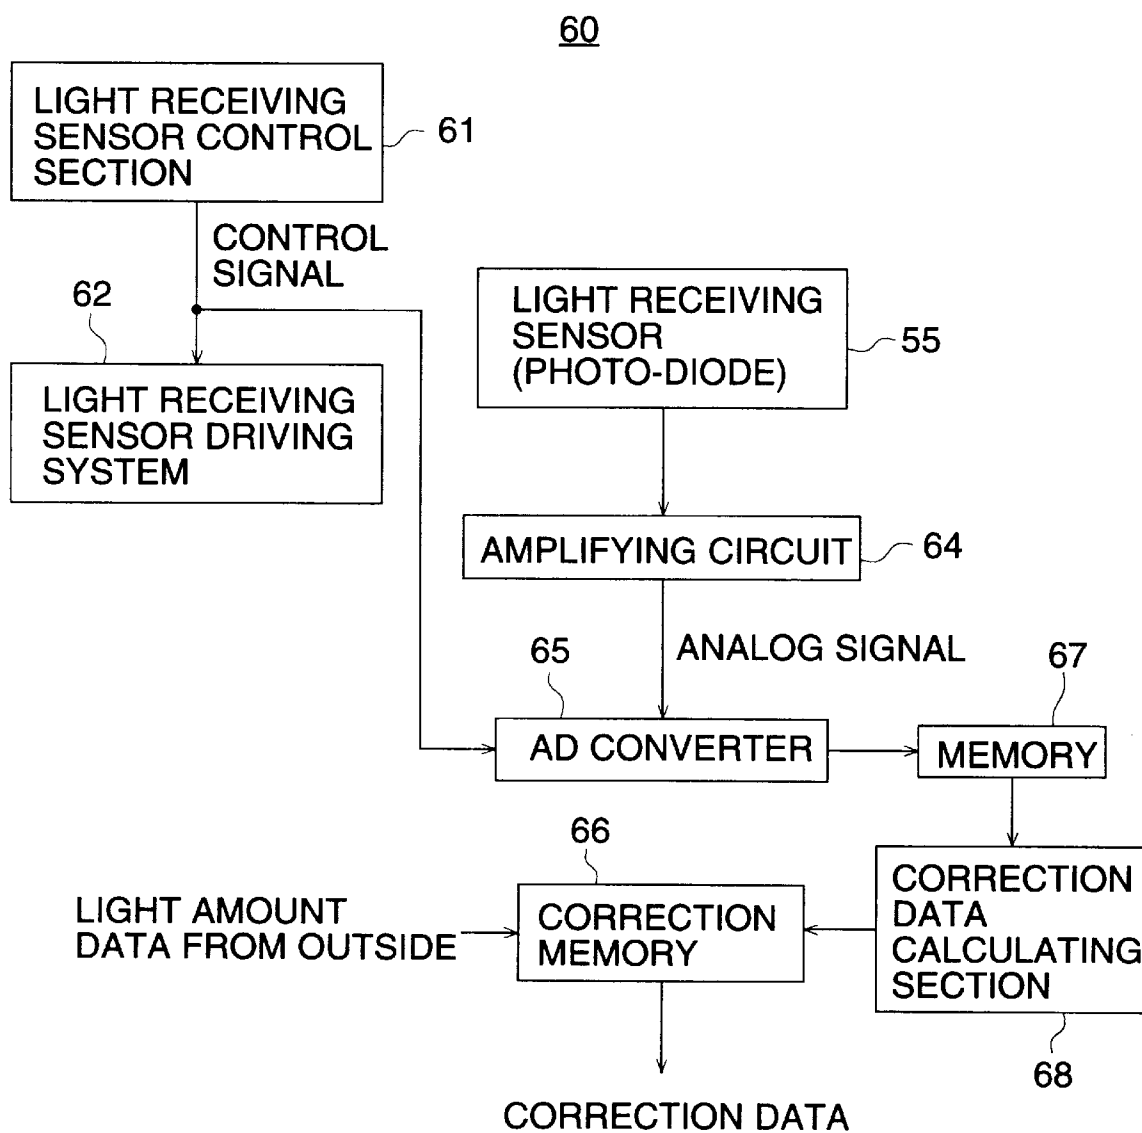 60
LIGHT RECEIVING
SENSOR CONTROL
SECTION
61
CONTROL
SIGNAL
62
LIGHT RECEIVING
SENSOR DRIVING
SYSTEM
LIGHT RECEIVING
SENSOR
(PHOTO-DIODE)
55
AMPLIFYING CIRCUIT
64
ANALOG SIGNAL
65
AD CONVERTER
67
MEMORY
66
LIGHT AMOUNT
DATA FROM OUTSIDE
CORRECTION
MEMORY
CORRECTION
DATA
CALCULATING
SECTION
68
CORRECTION DATA